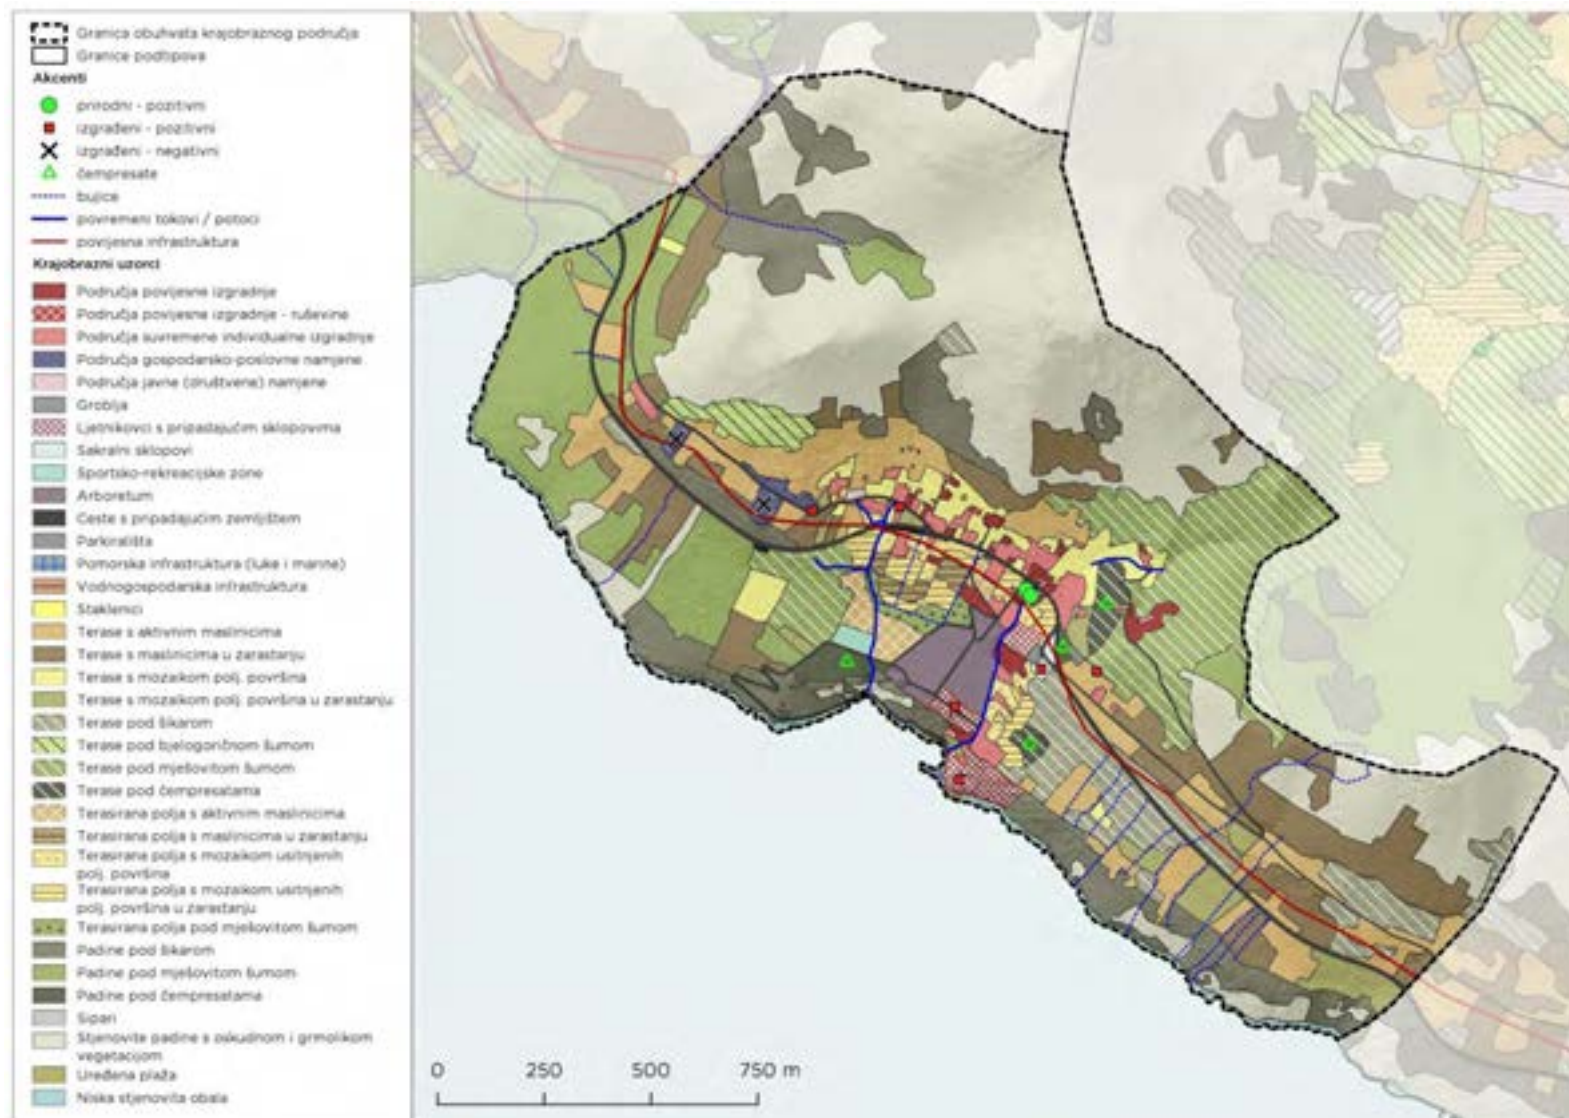 Granica obuhvata krajobraznog područja
Granice podtipova
Akcenti
prirodni - pozitivni
izgrađeni - pozitivni
izgrađeni - negativni
čempresate
bujice
povremeni tokovi / potoci
povijesna infrastruktura
Krajobrazni uzorci
Područja povijesne izgradnje
Područja povijesne izgradnje - ruševine
Područja suvremene individualne izgradnje
Područja gospodarsko-poslovne namjene
Područja javne (društvene) namjene
Groblja
Ljetnikovci s pripadajućim sklopovima
Sakralni sklopovi
Sportsko-rekreacijske zone
Arboretum
Ceste s pripadajućim zemljištem
Parkirališta
Pomorska infrastruktura (luke i marine)
Vodnogospodarska infrastruktura
Staklenici
Terase s aktivnim maslinicima
Terase s maslinicima u zarastanju
Terase s mozaikom polj. površina
Terase s mozaikom polj. površina u zarastanju
Terase pod šikarom
Terase pod bjelogoričnom šumom
Terase pod mješovitom šumom
Terase pod čempresatama
Terasirana polja s aktivnim maslinicima
Terasirana polja s maslinicima u zarastanju
Terasirana polja s mozaikom usitnjenih
polj. površina
Terasirana polja s mozaikom usitnjenih
polj. površina u zarastanju
Terasirana polja pod mješovitom šumom
Padine pod šikarom
Padine pod mješovitom šumom
Padine pod čempresatama
Sipari
Stjenovite padine s oskudnom i grmolikom
vegetacijom
Uređena plaža
Niska stjenovita obala
0 250 500 750 m